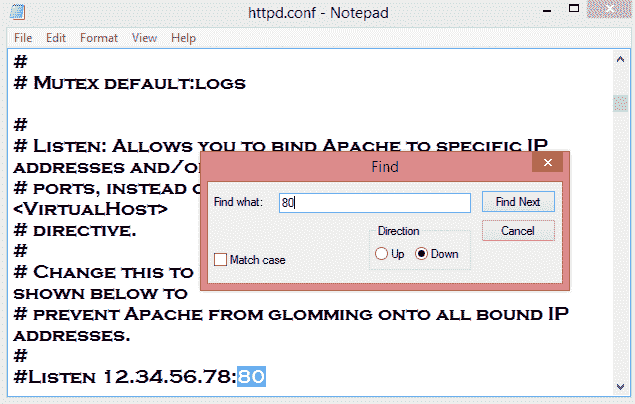 httpd.conf - Notepad
File Edit Format View Help
#
# Mutex default:logs
#
# Listen: Allows you to bind Apache to specific IP
addresses and/o
# ports, instead
<VirtualHost>
# directive.
#
# Change this to
shown below to
# prevent Apache from glomming onto all bound IP
addresses.
#
#Listen 12.34.56.78:80
Find
Find what: 80 Find Next
Direction Cancel
Match case Up Down